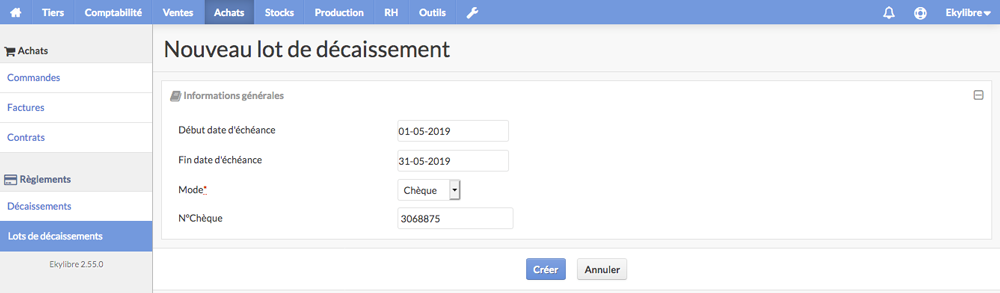 Tiers Comptabilité Ventes Achats Stocks Production RH Outils Ekylibre
Achats
Commandes
Factures
Contrats
Règlements
Décaissements
Lots de décaissements
Ekylibre 2.55.0
Nouveau lot de décaissement
Informations générales
Début date d'échéance 01-05-2019
Fin date d'échéance 31-05-2019
Mode* Chèque
N°Chèque 3068875
Créer Annuler